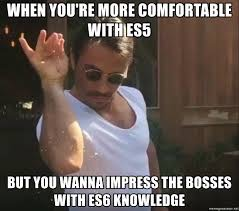 WHEN YOU'RE MORE COMFORTABLE
WITH ES5
BUT YOU WANNA IMPRESS THE BOSSES
WITH ES6 KNOWLEDGE